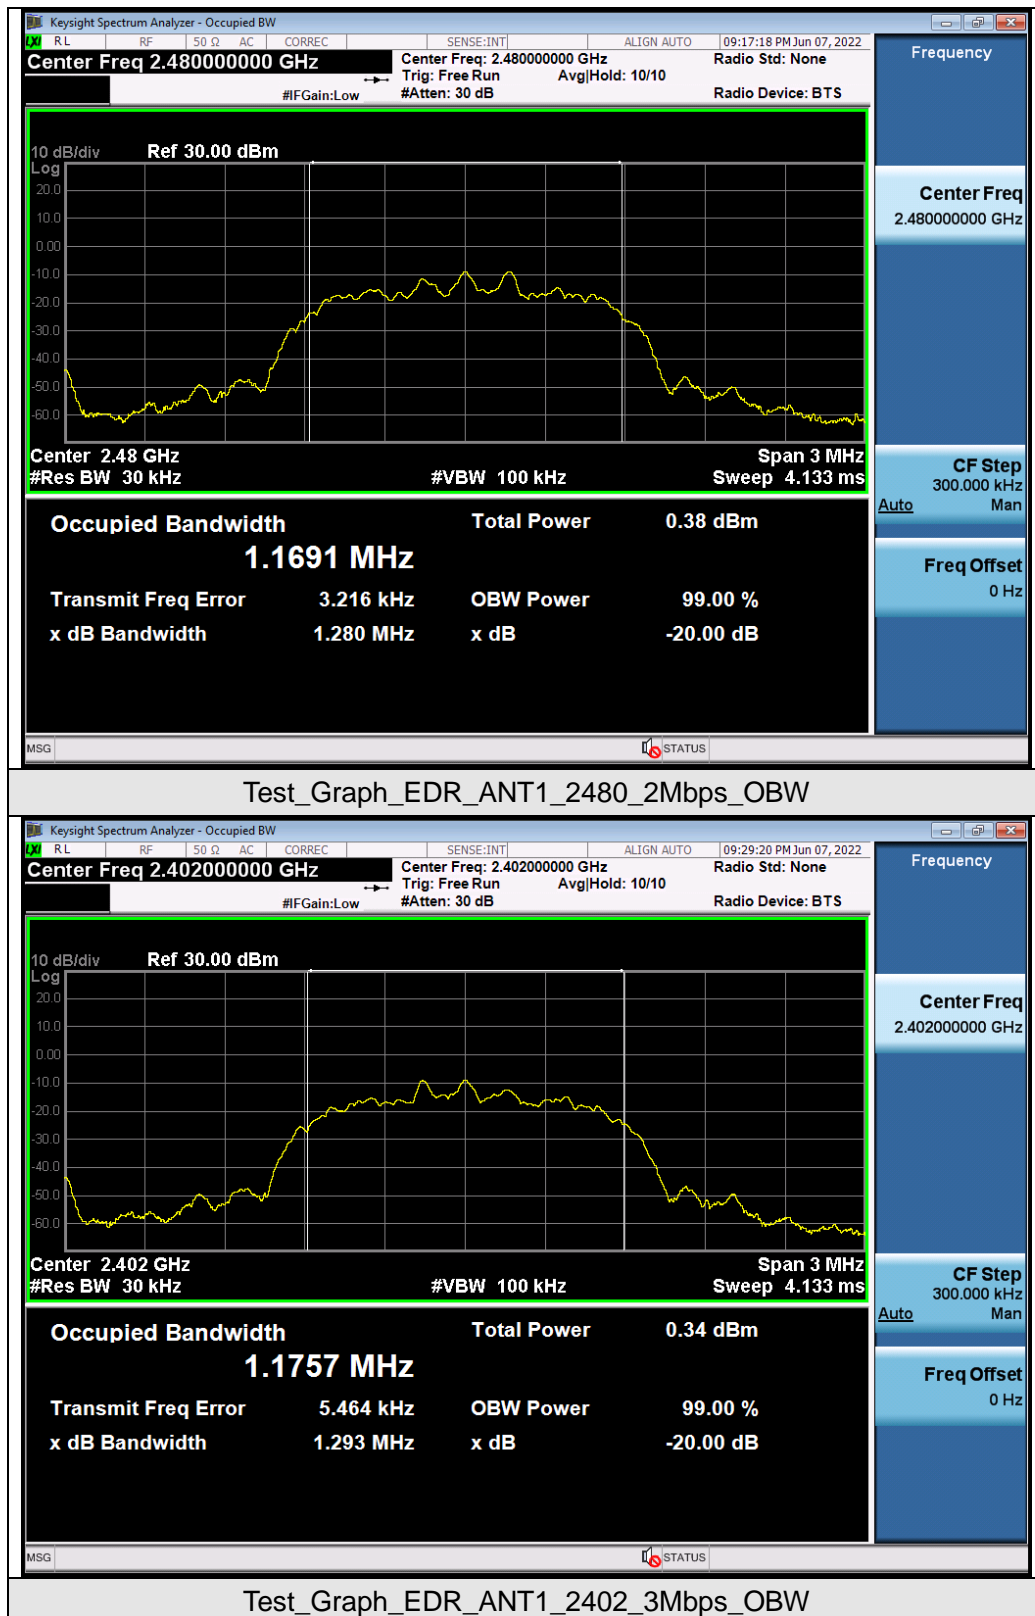 Keysight Spectrum Analyzer - Occupied BW
LXI RL RF 50 Ω AC CORREC SENSE:INT ALIGN AUTO 09:17:18 PM Jun 07, 2022
Center Freq 2.480000000 GHz Center Freq: 2.480000000 GHz Radio Std: None
Trig: Free Run Avg|Hold: 10/10
#IFGain:Low #Atten: 30 dB Radio Device: BTS
Frequency
10 dB/div Ref 30.00 dBm
Log
20.0
10.0
0.00
-10.0
-20.0
-30.0
-40.0
-50.0
-60.0
Center Freq
2.480000000 GHz
Center 2.48 GHz Span 3 MHz
#Res BW 30 kHz #VBW 100 kHz Sweep 4.133 ms
CF Step
300.000 kHz
Auto Man
Occupied Bandwidth Total Power 0.38 dBm
1.1691 MHz
Transmit Freq Error 3.216 kHz OBW Power 99.00 %
x dB Bandwidth 1.280 MHz x dB -20.00 dB
Freq Offset
0 Hz
MSG STATUS
Test_Graph_EDR_ANT1_2480_2Mbps_OBW
Keysight Spectrum Analyzer - Occupied BW
LXI RL RF 50 Ω AC CORREC SENSE:INT ALIGN AUTO 09:29:20 PM Jun 07, 2022
Center Freq 2.402000000 GHz Center Freq: 2.402000000 GHz Radio Std: None
Trig: Free Run Avg|Hold: 10/10
#IFGain:Low #Atten: 30 dB Radio Device: BTS
Frequency
10 dB/div Ref 30.00 dBm
Log
20.0
10.0
0.00
-10.0
-20.0
-30.0
-40.0
-50.0
-60.0
Center Freq
2.402000000 GHz
Center 2.402 GHz Span 3 MHz
#Res BW 30 kHz #VBW 100 kHz Sweep 4.133 ms
CF Step
300.000 kHz
Auto Man
Occupied Bandwidth Total Power 0.34 dBm
1.1757 MHz
Transmit Freq Error 5.464 kHz OBW Power 99.00 %
x dB Bandwidth 1.293 MHz x dB -20.00 dB
Freq Offset
0 Hz
MSG STATUS
Test_Graph_EDR_ANT1_2402_3Mbps_OBW